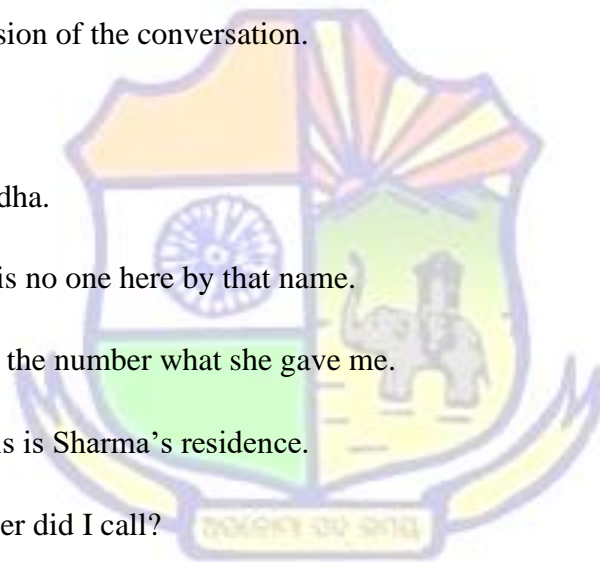 sion of the conversation.
dha.
is no one here by that name.
the number what she gave me.
is is Sharma’s residence.
er did I call?